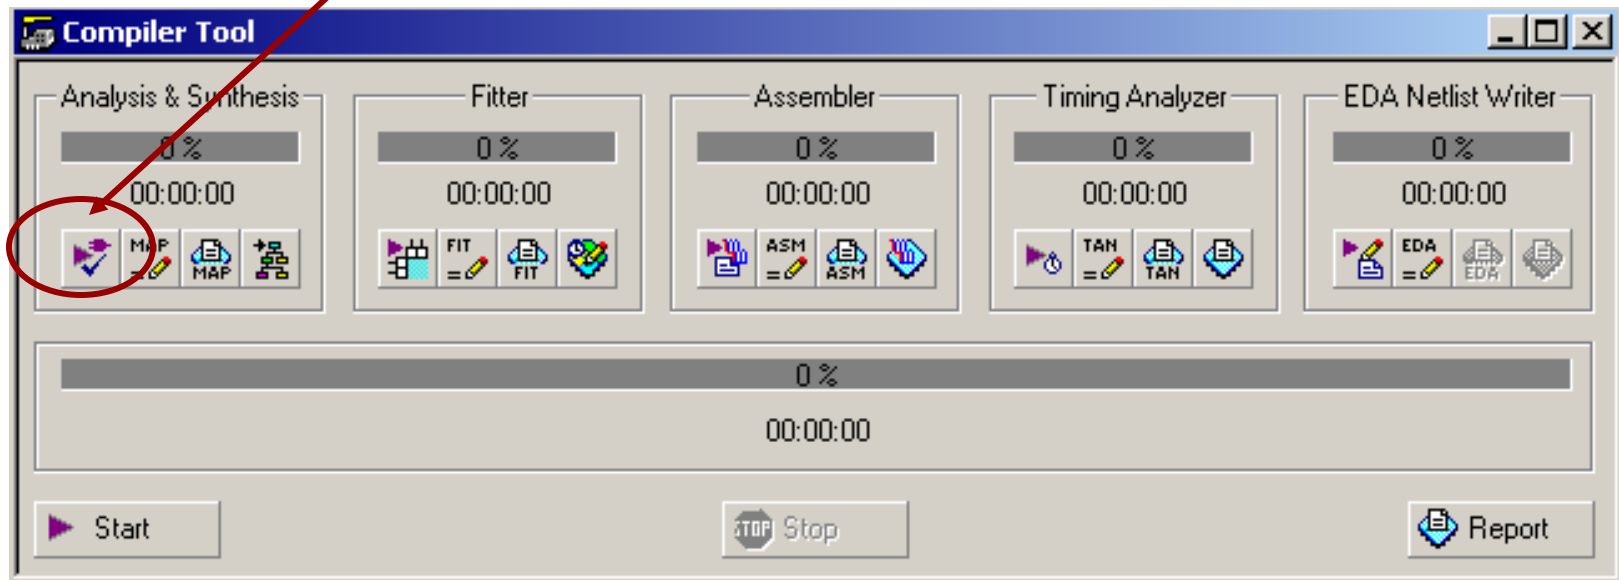 Compiler Tool
Analysis & Synthesis Fitter Assembler Timing Analyzer EDA Netlist Writer
0 % 0 % 0 % 0 % 0 %
00:00:00 00:00:00 00:00:00 00:00:00 00:00:00
MAP = MAP FIT = FIT ASM = ASM TAN = TAN EDA = EDA
0 %
00:00:00
Start STOP Stop Report